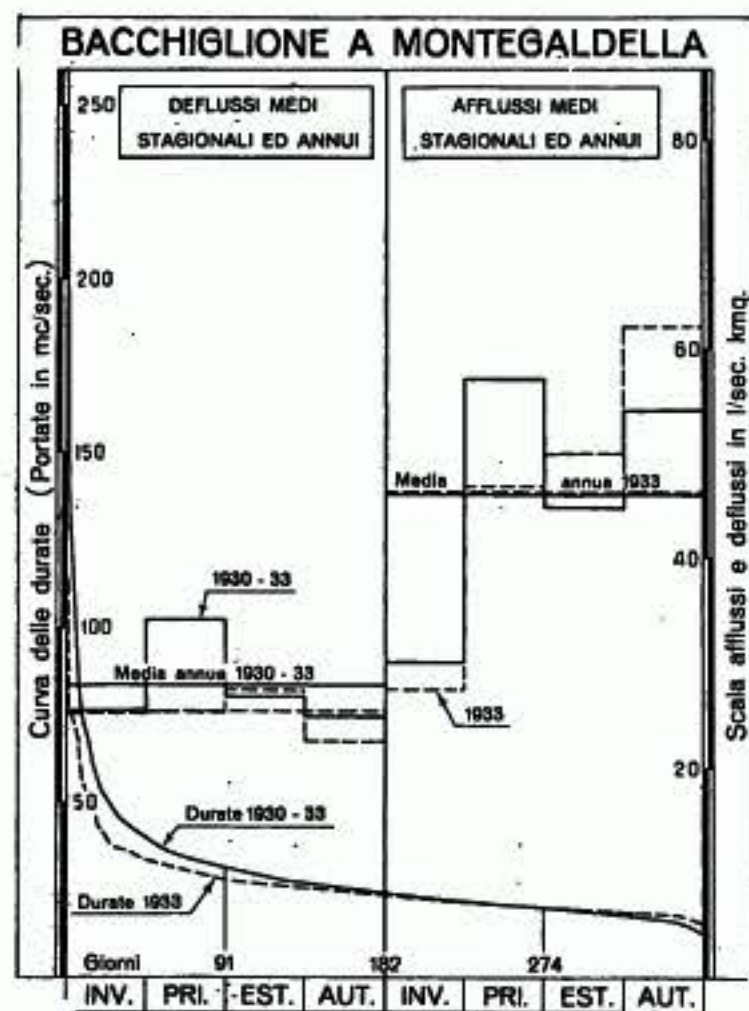 BACCHIGLIONE A MONTEGALDELLA
DEFLUSSI MEDI
STAGIONALI ED ANNUI
AFFLUSSI MEDI
STAGIONALI ED ANNUI
250
200
150
100
50
80
60
40
20
Curva delle durate (Portate in mc/sec.)
Scala afflussi e deflussi in l/sec. kmq.
Media annua 1933
1930 - 33
Media annua 1930 - 33
1933
Durate 1930 - 33
Durate 1933
Giorni 91 182 274
INV. PRI. EST. AUT. INV. PRI. EST. AUT.